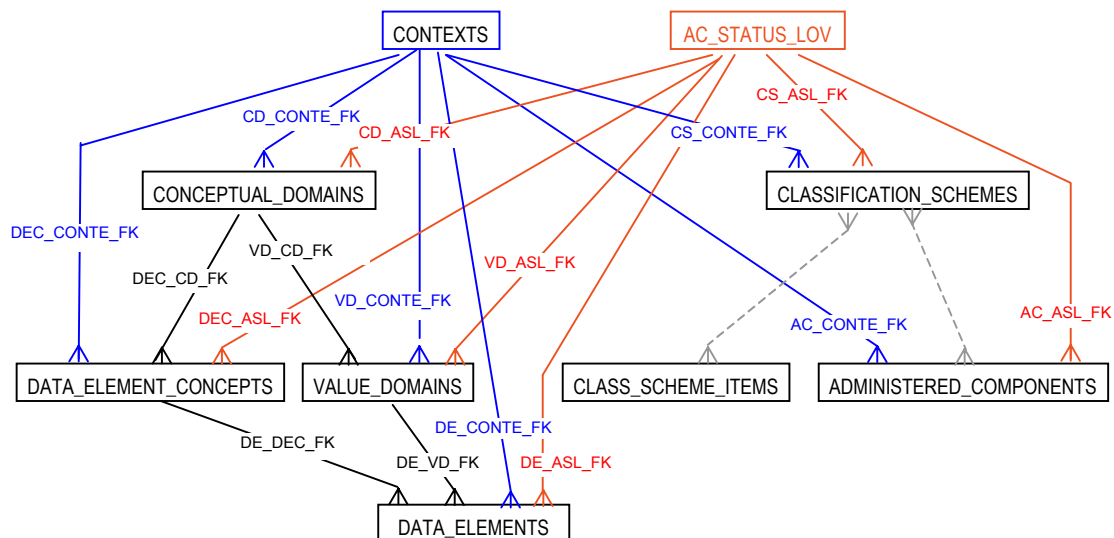 CONTEXTS
AC_STATUS_LOV
CS_ASL_FK
CD_CONTE_FK
CD_ASL_FK
CS_CONTE_FK
CONCEPTUAL_DOMAINS
CLASSIFICATION_SCHEMES
DEC_CONTE_FK
VD_CD_FK
DEC_CD_FK
VD_ASL_FK
VD_CONTE_FK
DEC_ASL_FK
AC_CONTE_FK
AC_ASL_FK
DATA_ELEMENT_CONCEPTS
VALUE_DOMAINS
CLASS_SCHEME_ITEMS
ADMINISTERED_COMPONENTS
DE_CONTE_FK
DE_DEC_FK
DE_VD_FK
DE_ASL_FK
DATA_ELEMENTS